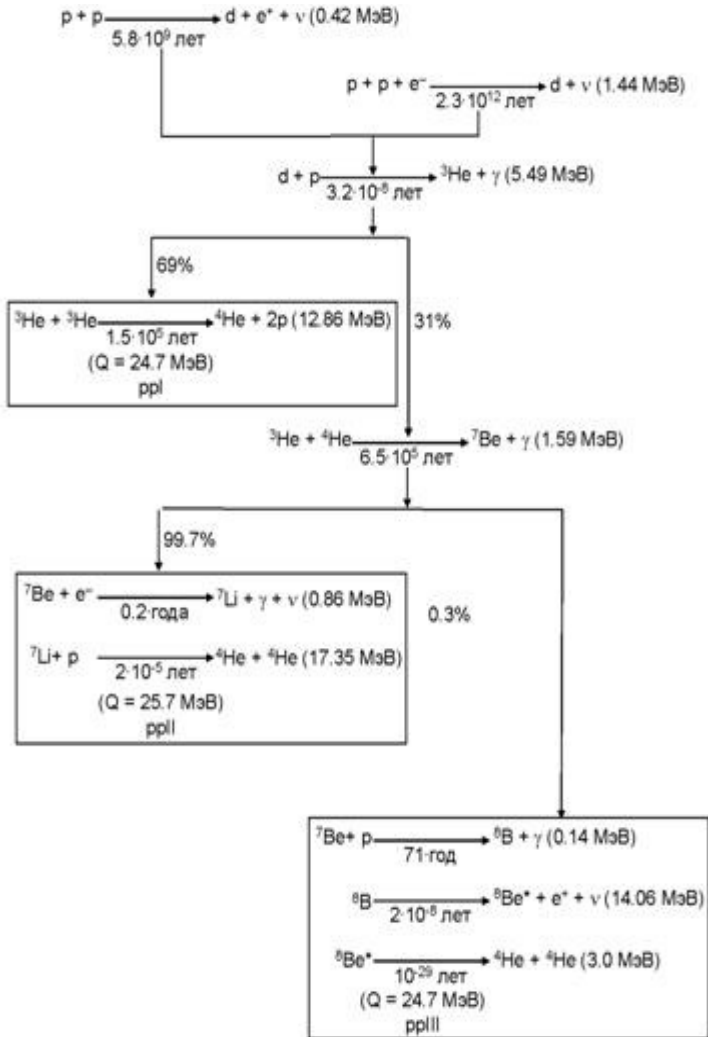 p + p → d + e⁺ + ν (0.42 МэВ)
5.8·10⁹ лет
p + p + e⁻ → d + ν (1.44 МэВ)
2.3·10¹² лет
d + p → ³He + γ (5.49 МэВ)
3.2·10⁻⁸ лет
69%
31%
³He + ³He → ⁴He + 2p (12.86 МэВ)
1.5·10⁵ лет
(Q = 24.7 МэВ)
ppI
³He + ⁴He → ⁷Be + γ (1.59 МэВ)
6.5·10⁵ лет
99.7%
0.3%
⁷Be + e⁻ → ⁷Li + γ + ν (0.86 МэВ)
0.2·года
⁷Li+ p → ⁴He + ⁴He (17.35 МэВ)
2·10⁻⁵ лет
(Q = 25.7 МэВ)
ppII
⁷Be+ p → ⁸B + γ (0.14 МэВ)
71·год
⁸B → ⁸Be* + e⁺ + ν (14.06 МэВ)
2·10⁻⁸ лет
⁸Be* → ⁴He + ⁴He (3.0 МэВ)
10⁻²⁹ лет
(Q = 24.7 МэВ)
ppIII